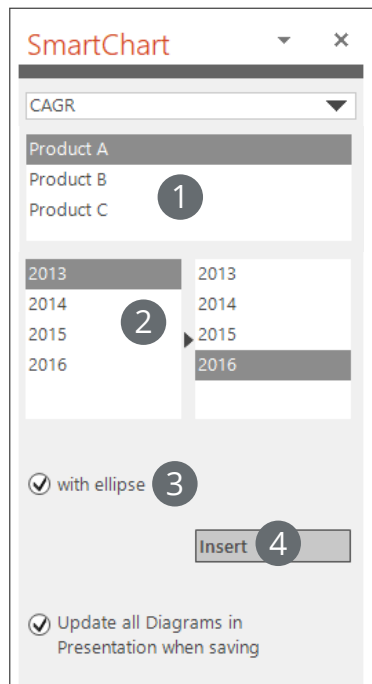 SmartChart
CAGR
Product A
Product B
Product C
1
2013
2014
2015
2016
2
2013
2014
2015
2016
with ellipse 3
Insert 4
Update all Diagrams in
Presentation when saving